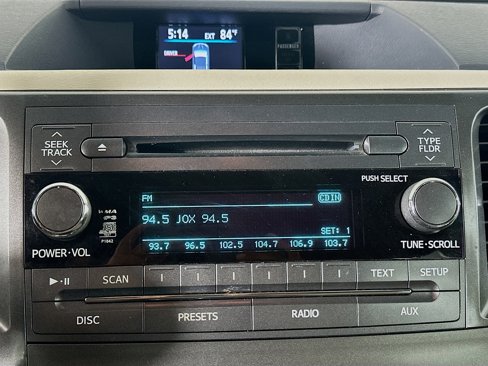 5:14 EXT 84°F
DRIVER
PASSENGER
SEEK
TRACK
TYPE
FLDR
PUSH SELECT
FM CD IN
94.5 JOX 94.5
SET: 1
93.7 96.5 102.5 104.7 106.9 103.7
P1842
POWER·VOL
TUNE·SCROLL
SCAN
TEXT
SETUP
DISC
PRESETS
RADIO
AUX